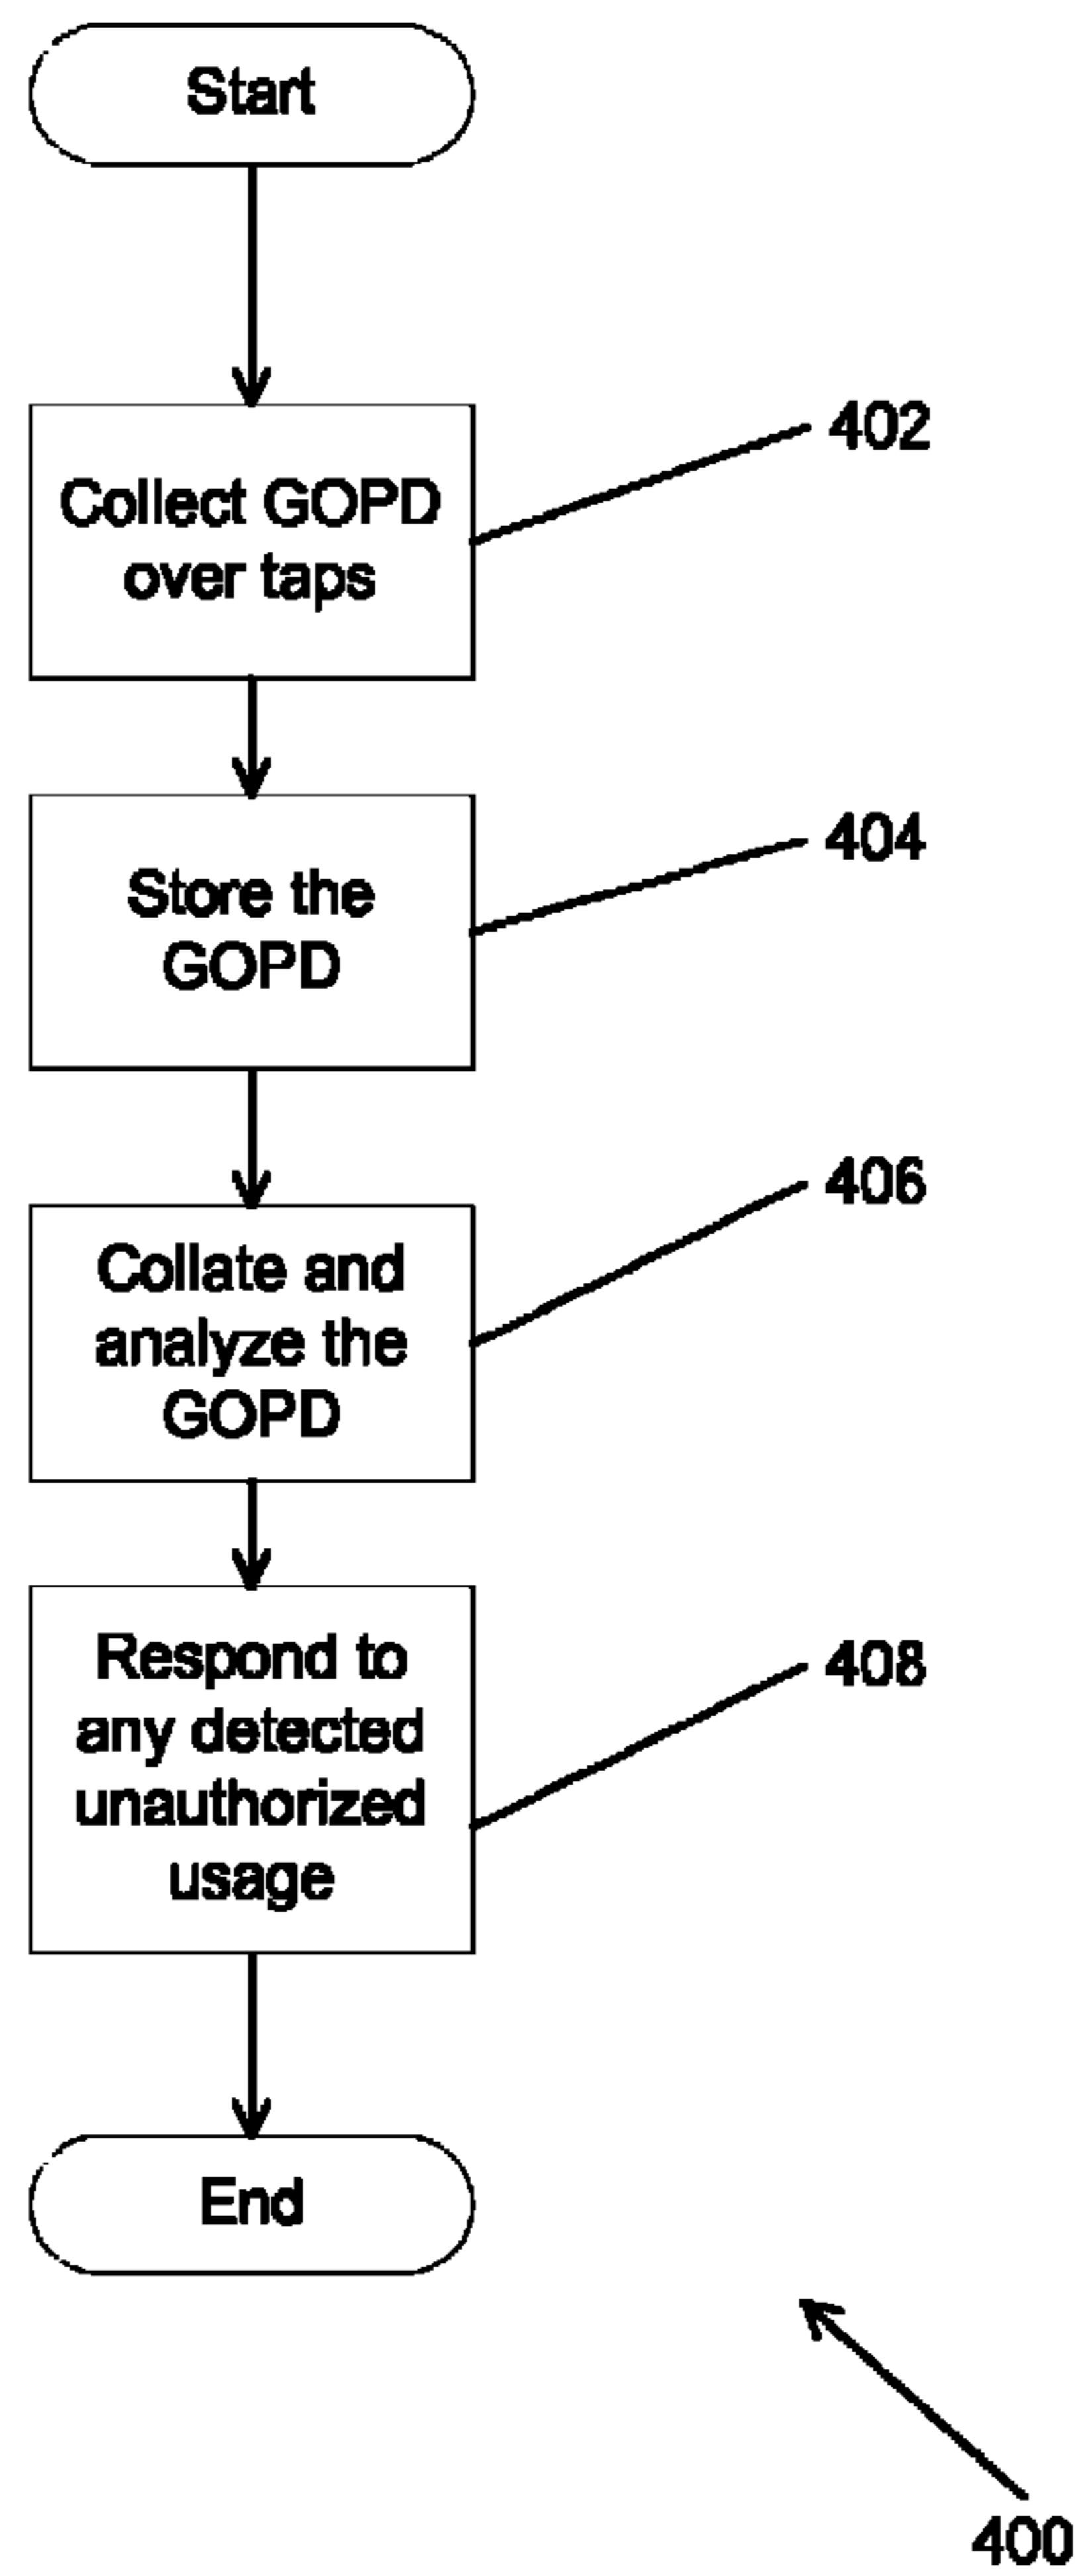 Start
402
Collect GOPD
over taps
404
Store the
GOPD
406
Collate and
analyze the
GOPD
408
Respond to
any detected
unauthorized
usage
End
400